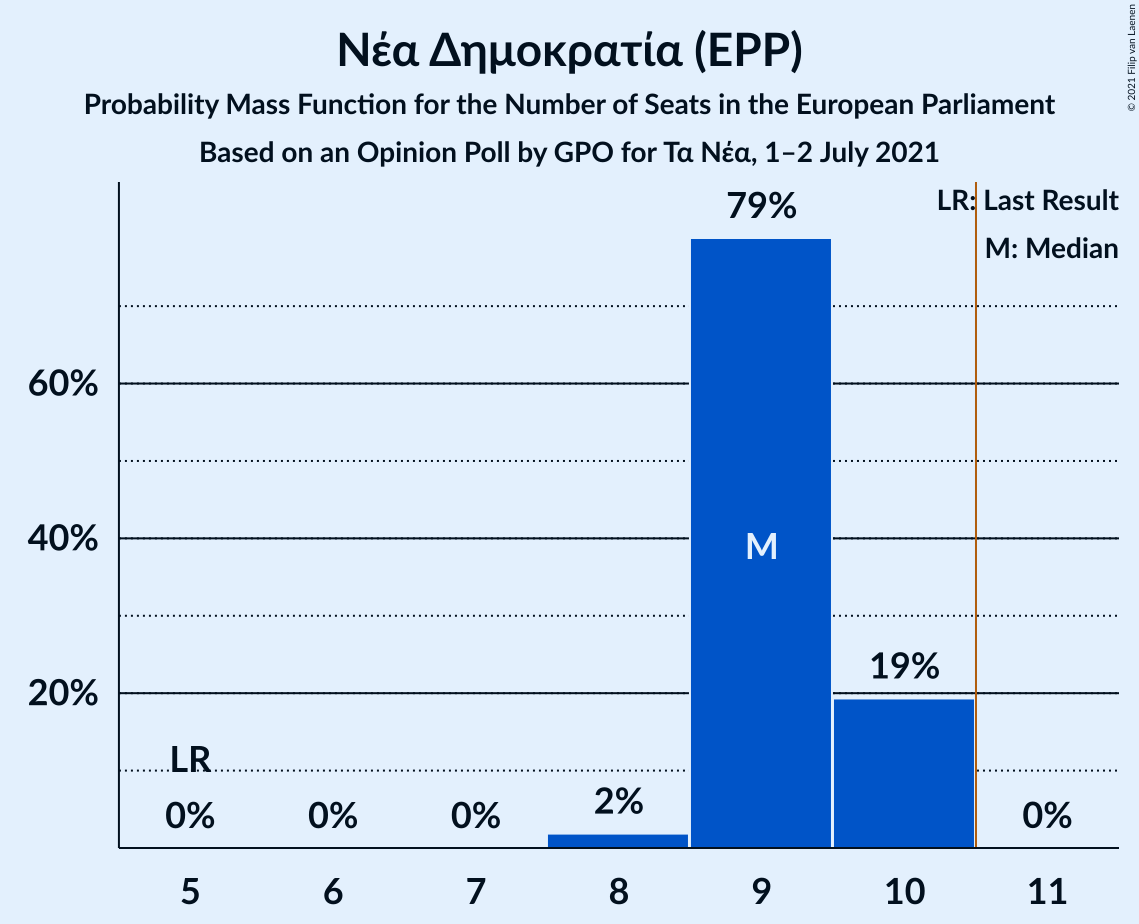 Νέα Δημοκρατία (EPP)
Probability Mass Function for the Number of Seats in the European Parliament
Based on an Opinion Poll by GPO for Τα Νέα, 1–2 July 2021
© 2021 Filip van Laenen
LR: Last Result
M: Median
79%
60%
40%
M
19%
20%
LR
0% 0% 0% 2% 0%
5 6 7 8 9 10 11